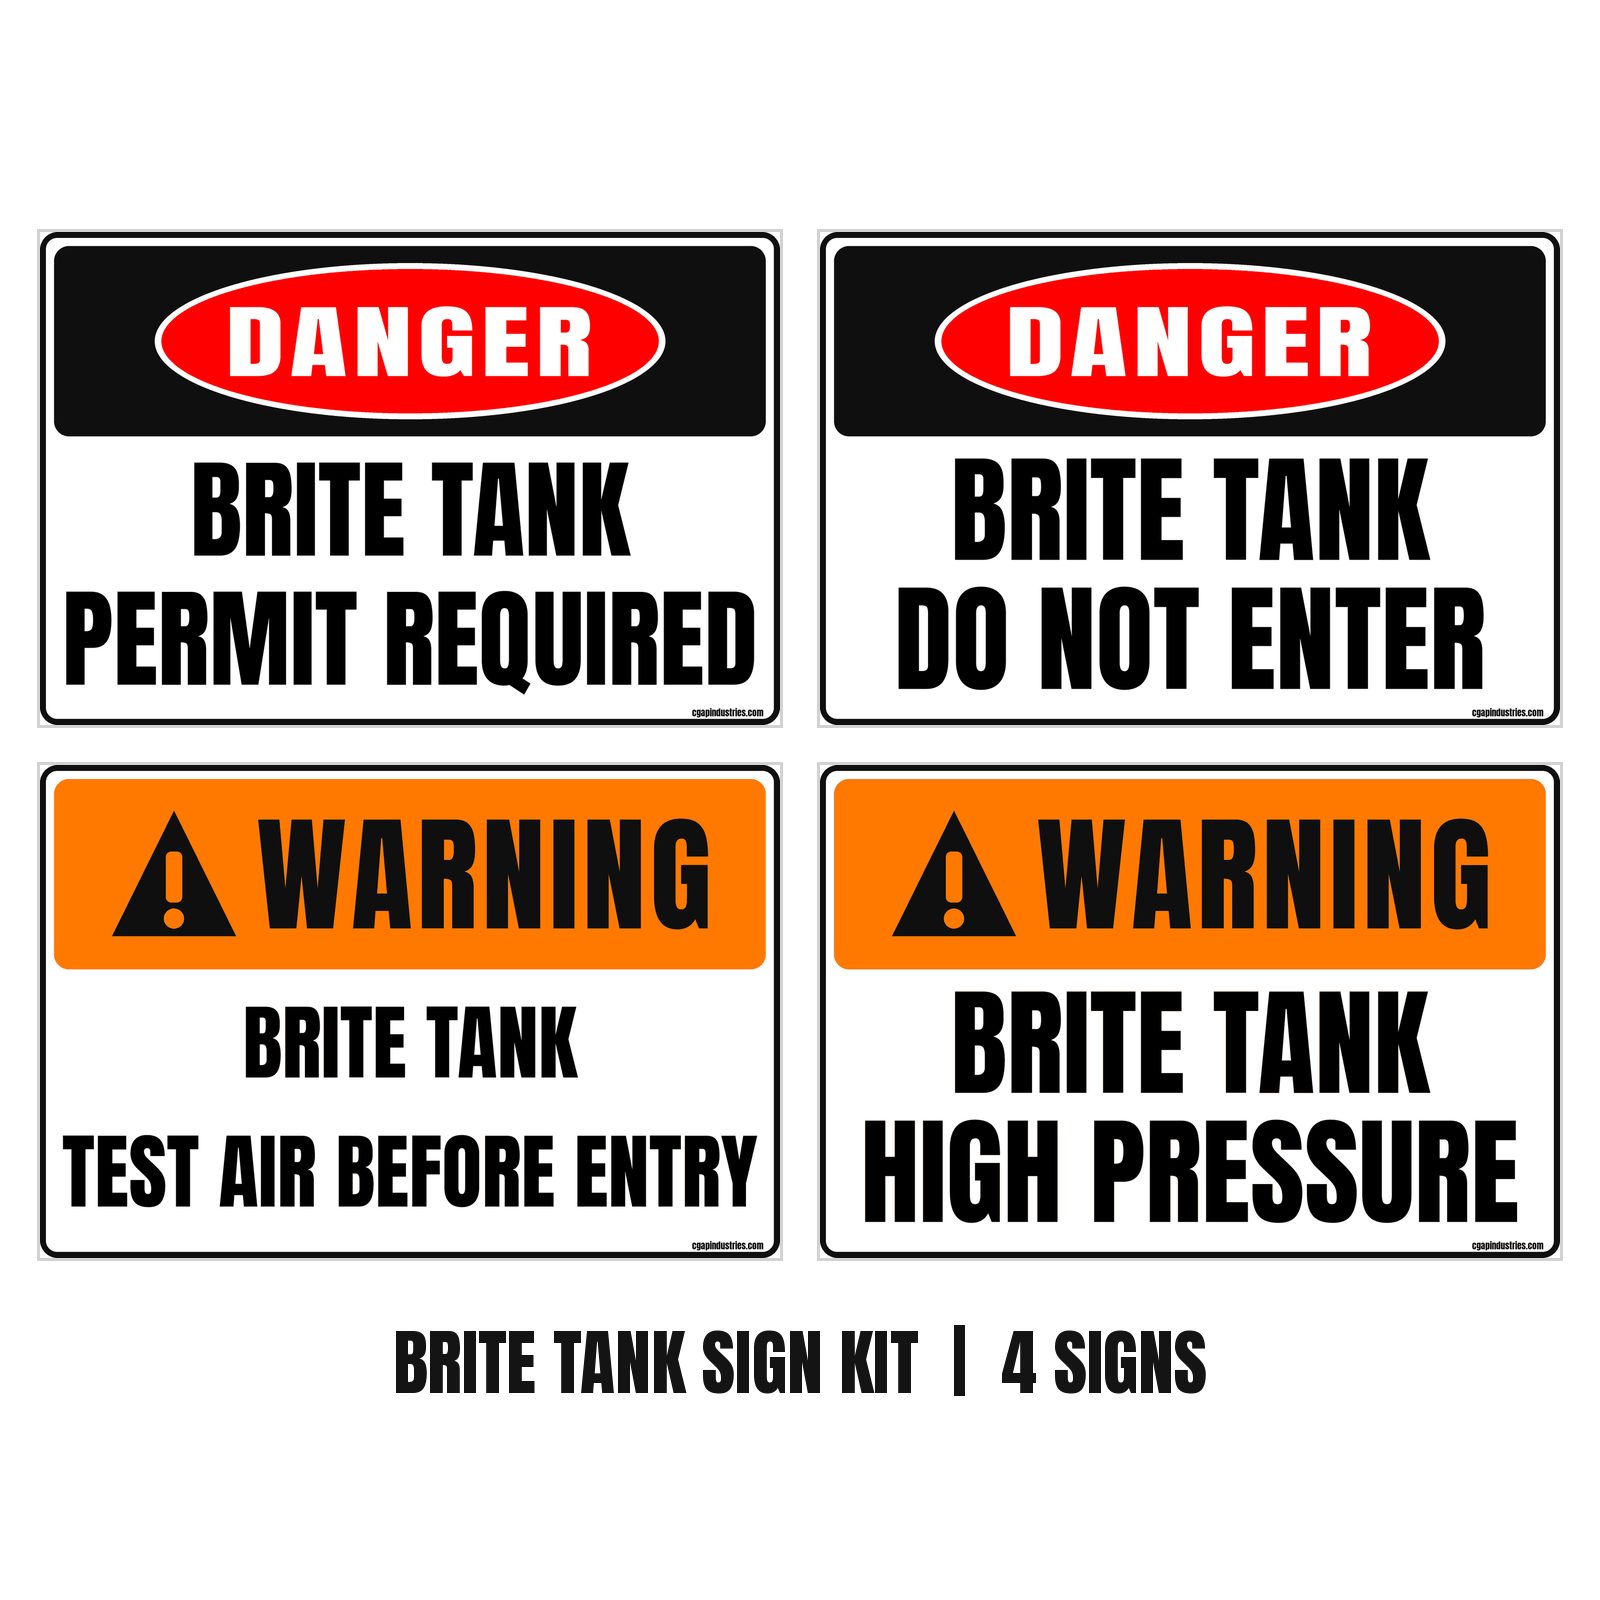 DANGER
BRITE TANK
PERMIT REQUIRED
cgapindustries.com
DANGER
BRITE TANK
DO NOT ENTER
cgapindustries.com
WARNING
BRITE TANK
TEST AIR BEFORE ENTRY
cgapindustries.com
WARNING
BRITE TANK
HIGH PRESSURE
cgapindustries.com
BRITE TANK SIGN KIT | 4 SIGNS